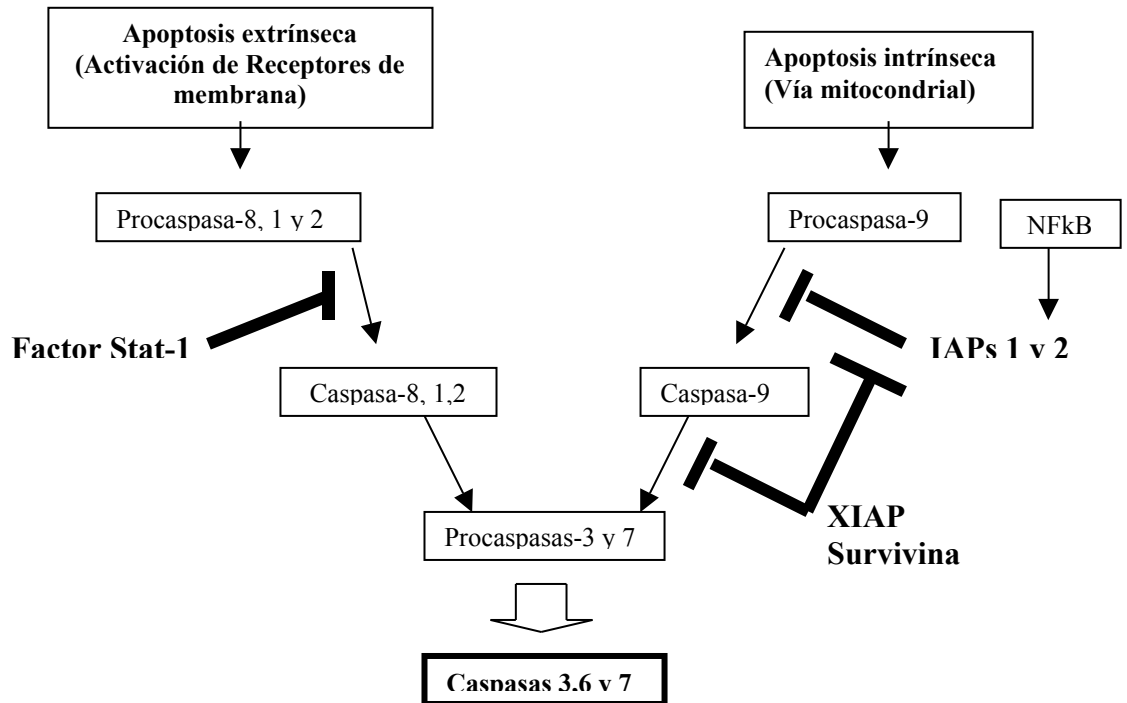 Apoptosis extrínseca
(Activación de Receptores de
membrana)
Apoptosis intrínseca
(Vía mitocondrial)
Procaspasa-8, 1 y 2
Procaspasa-9
NFkB
Factor Stat-1
IAPs 1 y 2
Caspasa-8, 1,2
Caspasa-9
Procaspasas-3 y 7
XIAP
Survivina
Caspasas 3,6 y 7